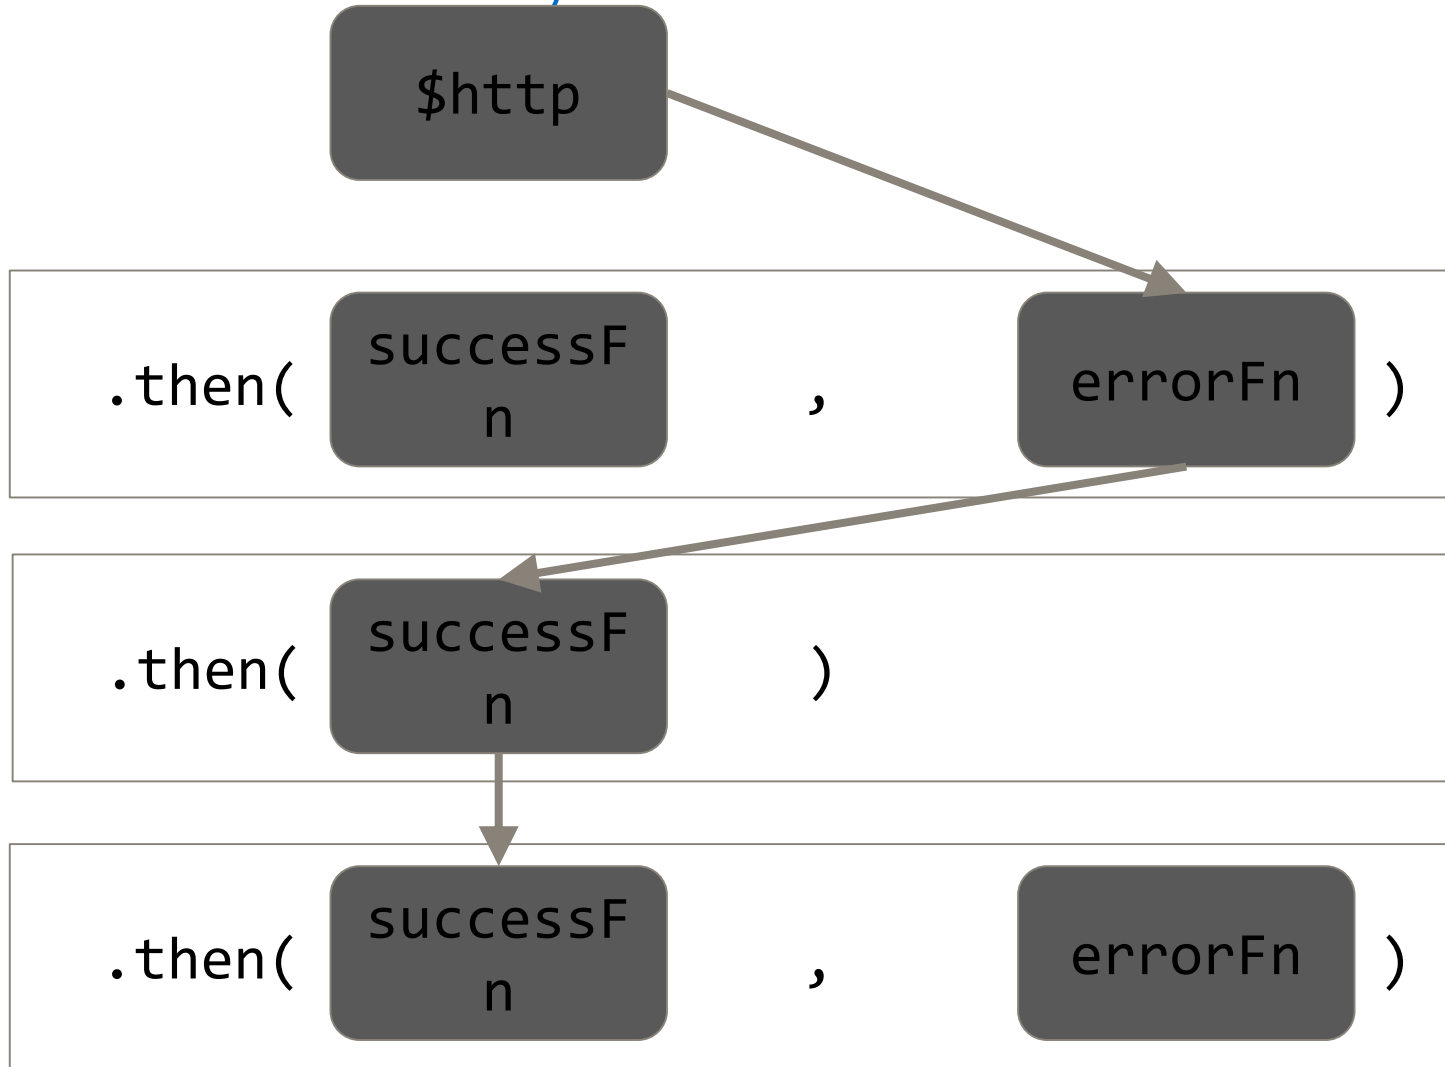 $http
.then( successF
n , errorFn )
.then( successF
n )
.then( successF
n , errorFn )